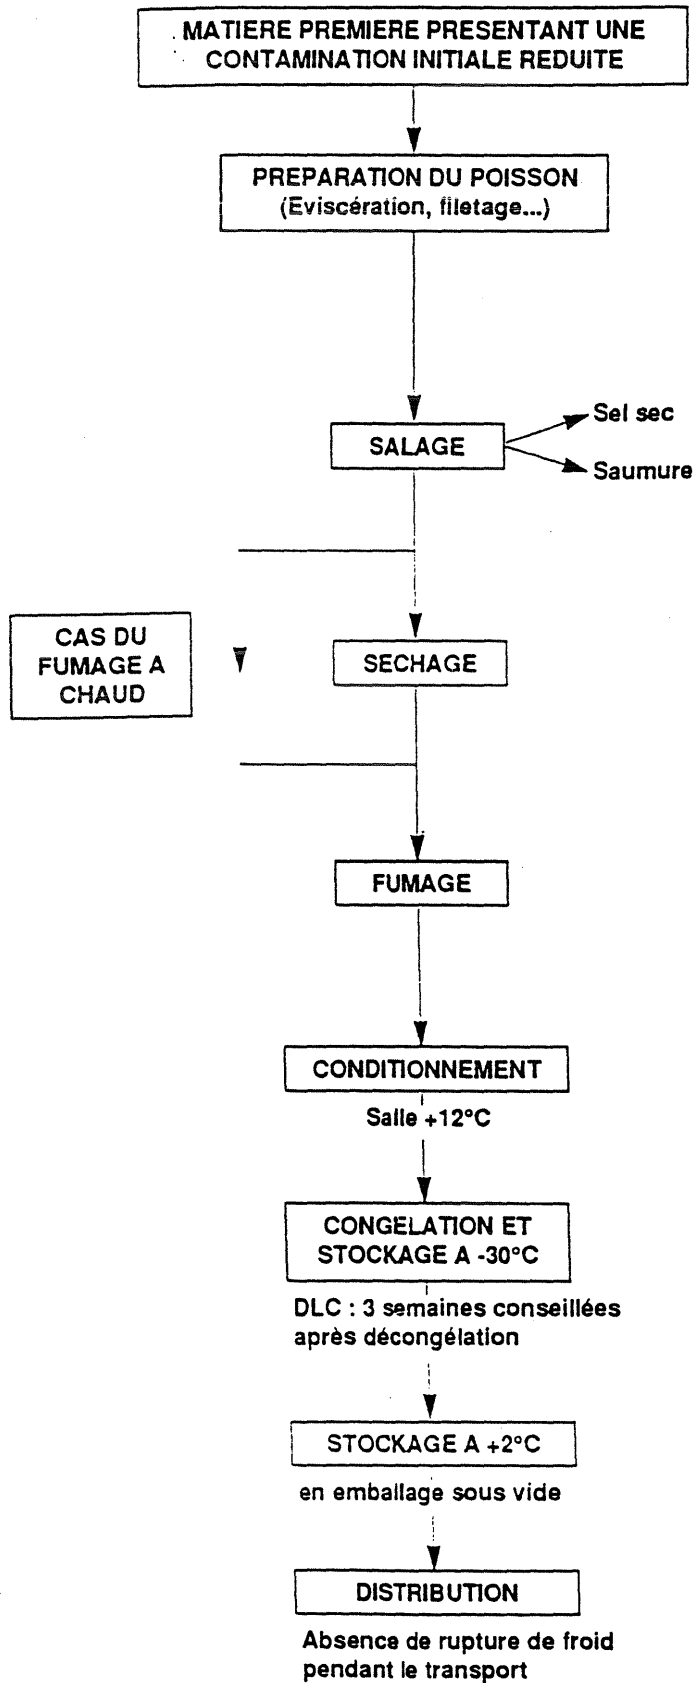 MATIERE PREMIERE PRESENTANT UNE
CONTAMINATION INITIALE REDUITE
PREPARATION DU POISSON
(Eviscération, filetage...)
Sel sec
SALAGE
Saumure
CAS DU
FUMAGE A
CHAUD
SECHAGE
FUMAGE
CONDITIONNEMENT
Salle +12°C
CONGELATION ET
STOCKAGE A -30°C
DLC : 3 semaines conseillées
après décongélation
STOCKAGE A +2°C
en emballage sous vide
DISTRIBUTION
Absence de rupture de froid
pendant le transport